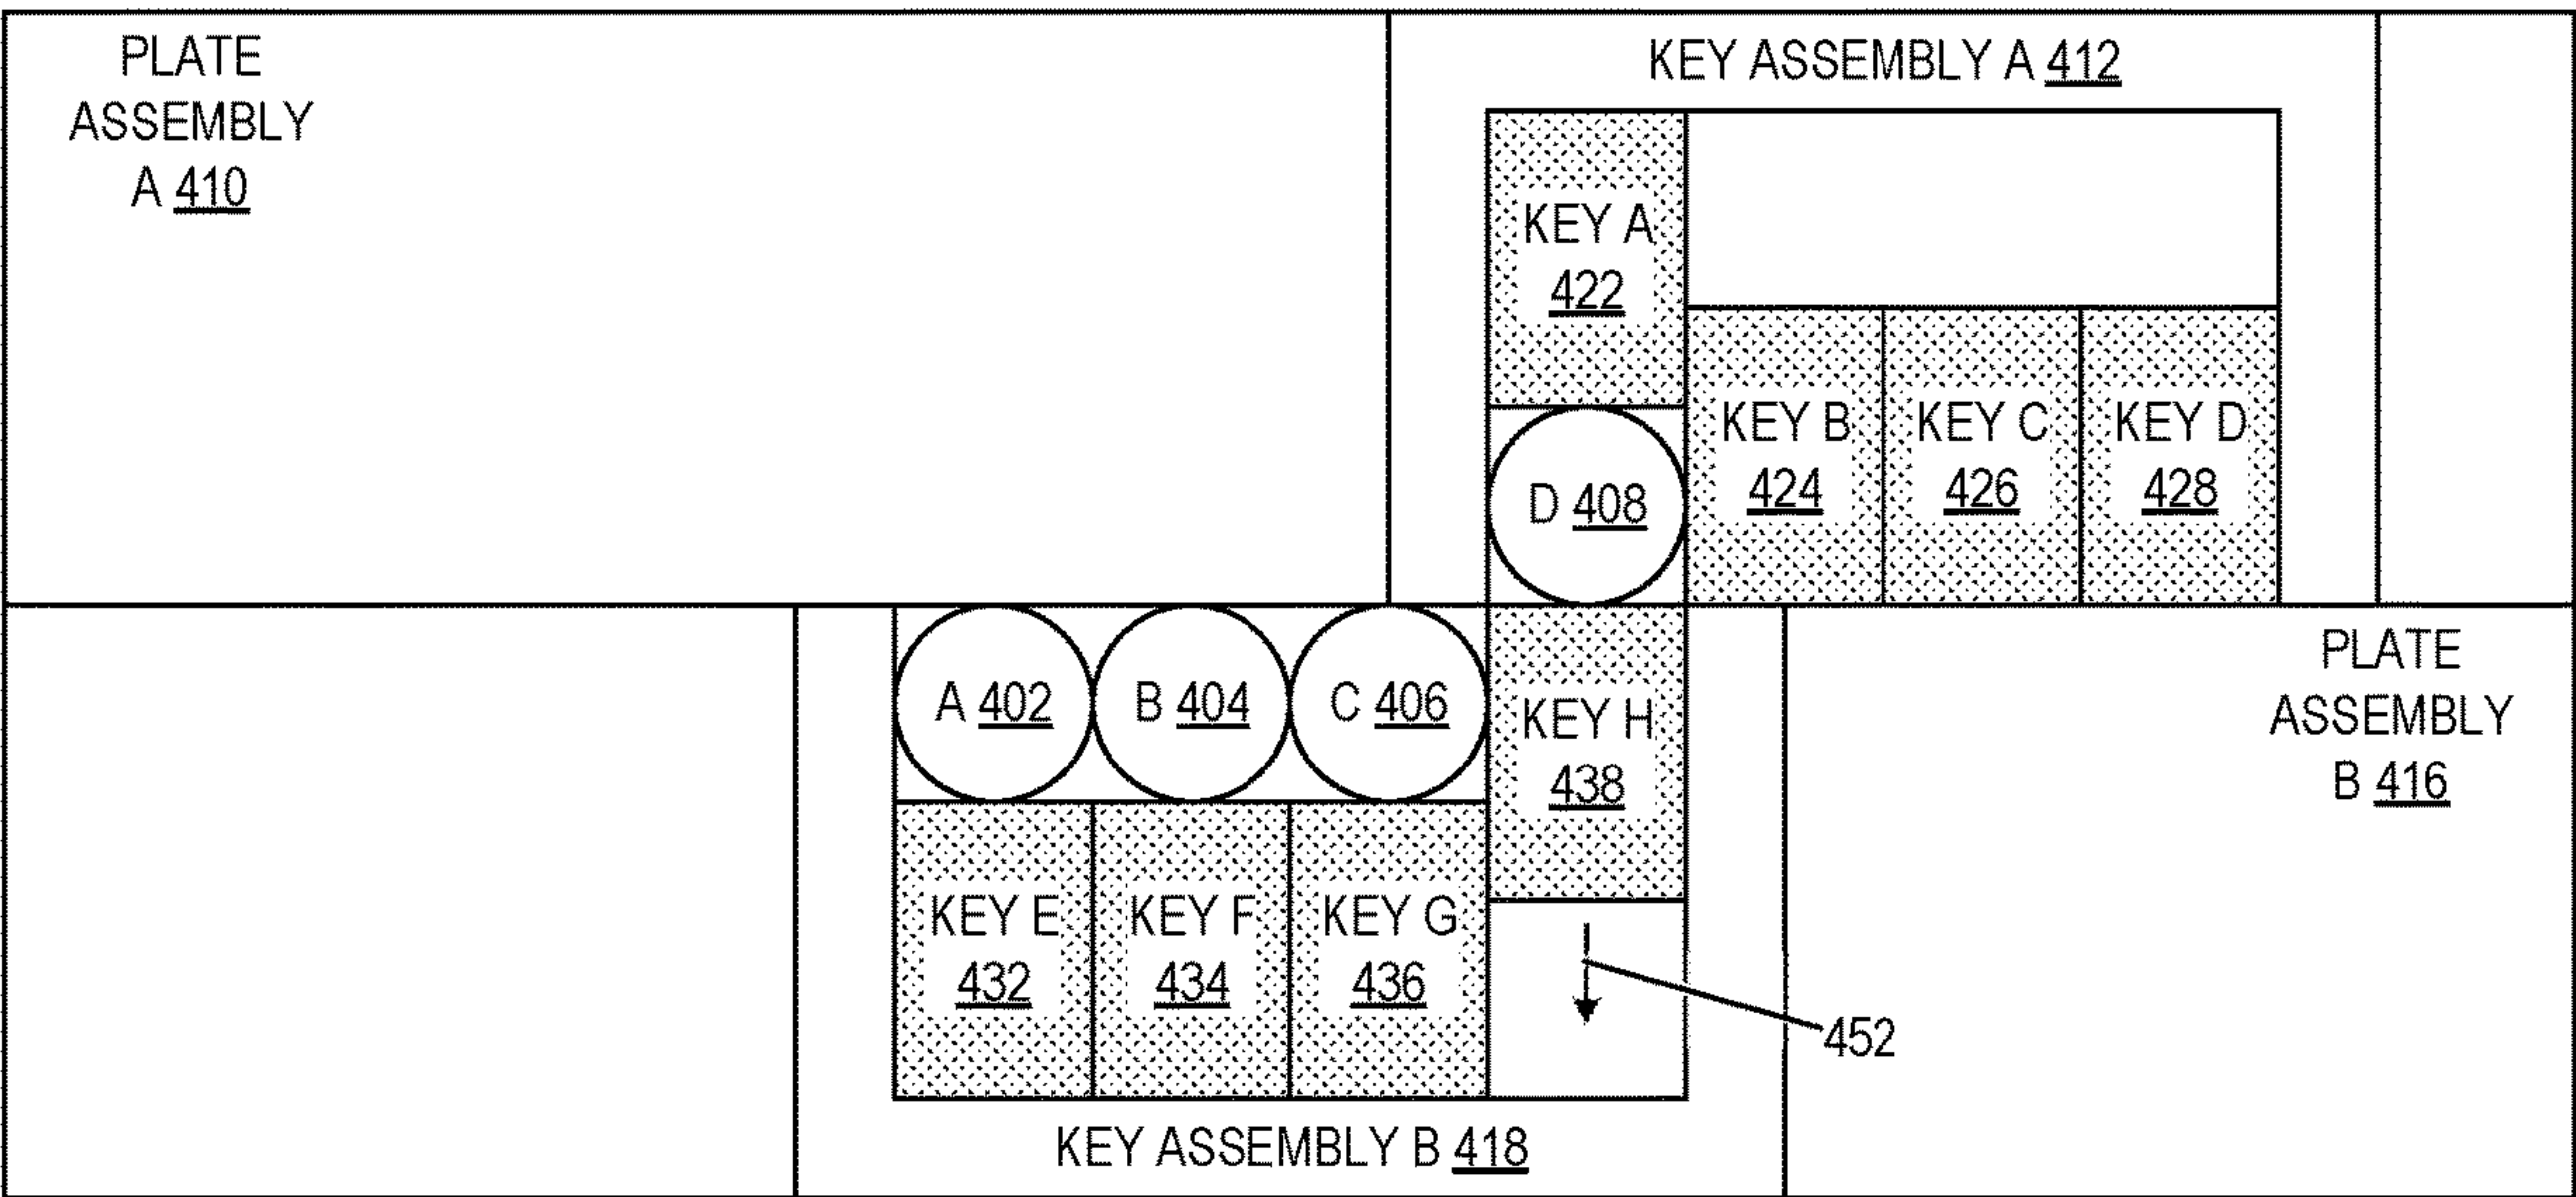 PLATE
ASSEMBLY
A 410
KEY ASSEMBLY A 412
KEY A
422
KEY B
424
KEY C
426
KEY D
428
D 408
A 402
B 404
C 406
KEY H
438
PLATE
ASSEMBLY
B 416
KEY E
432
KEY F
434
KEY G
436
452
KEY ASSEMBLY B 418